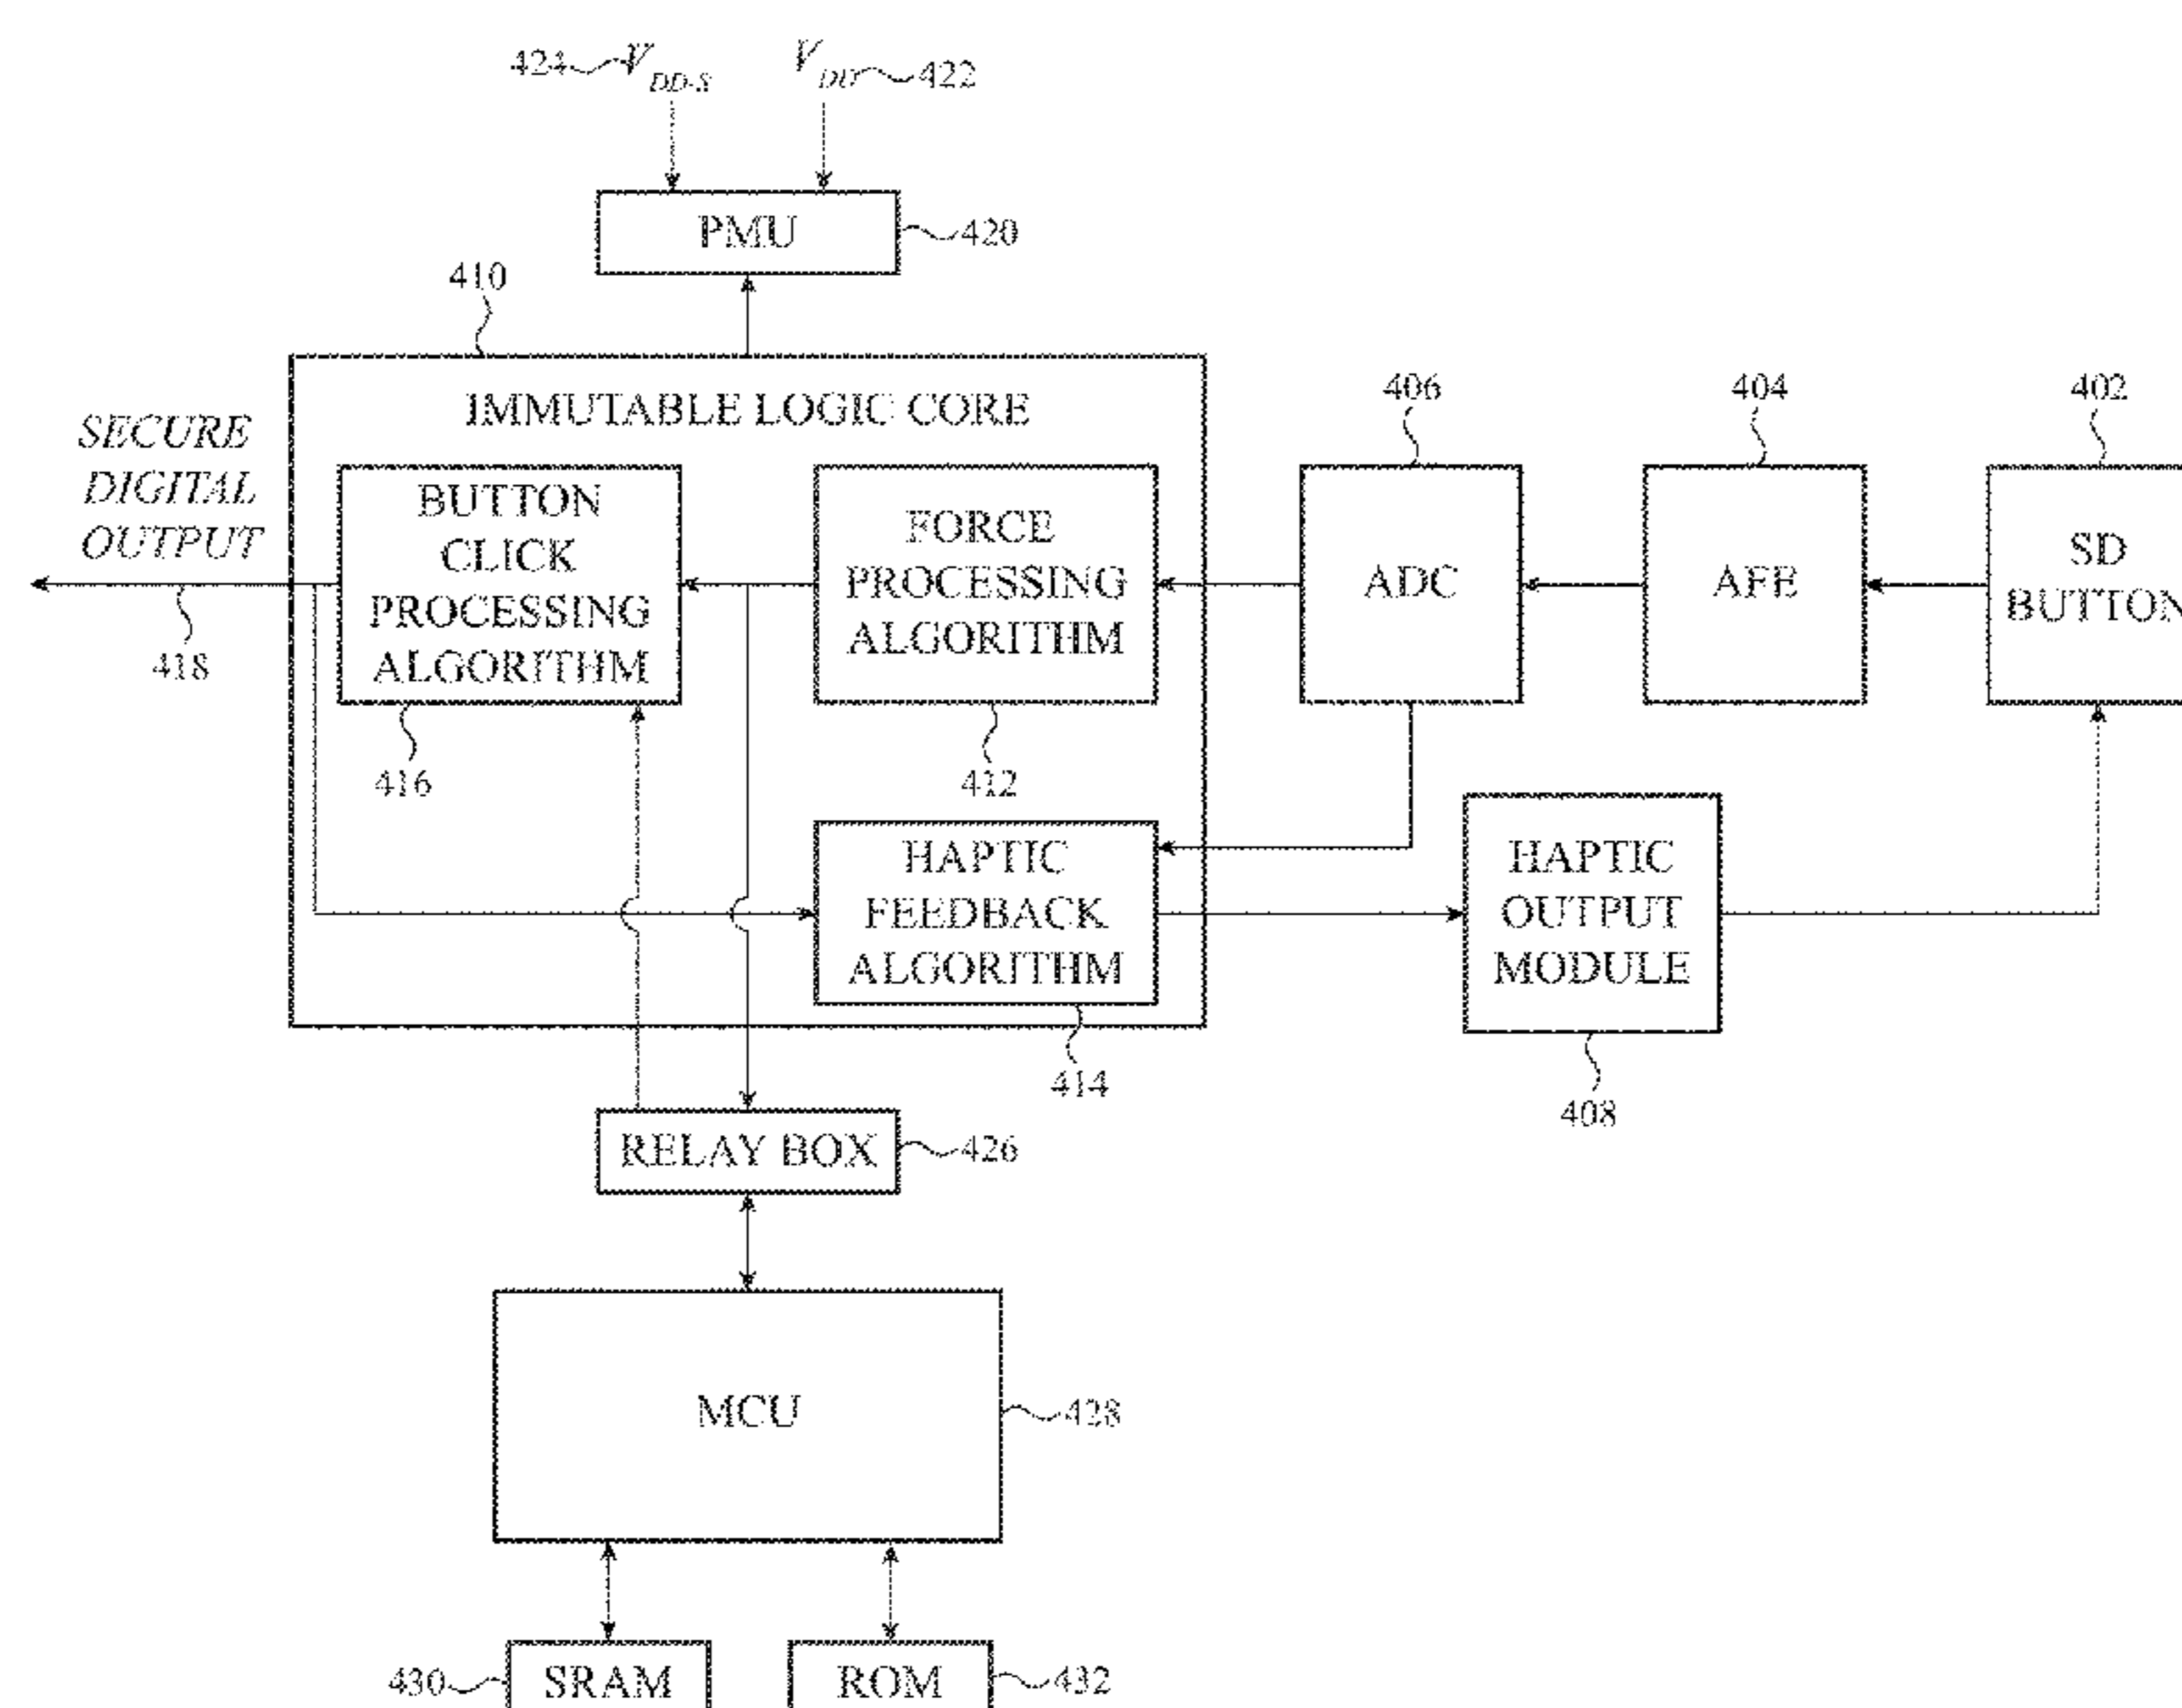 424 V DD-S
V DD 422
PMU
420
410
IMMUTABLE LOGIC CORE
SECURE
DIGITAL
OUTPUT
418
BUTTON
CLICK
PROCESSING
ALGORITHM
416
FORCE
PROCESSING
ALGORITHM
412
406
ADC
404
AFE
402
SD
BUTTON
HAPTIC
FEEDBACK
ALGORITHM
414
HAPTIC
OUTPUT
MODULE
408
RELAY BOX
426
MCU
428
430
SRAM
ROM
432